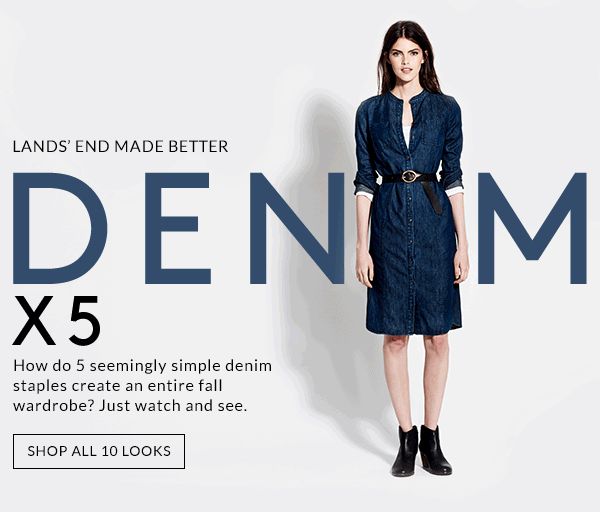 LANDS' END MADE BETTER
DENIM
X 5
How do 5 seemingly simple denim
staples create an entire fall
wardrobe? Just watch and see.
SHOP ALL 10 LOOKS